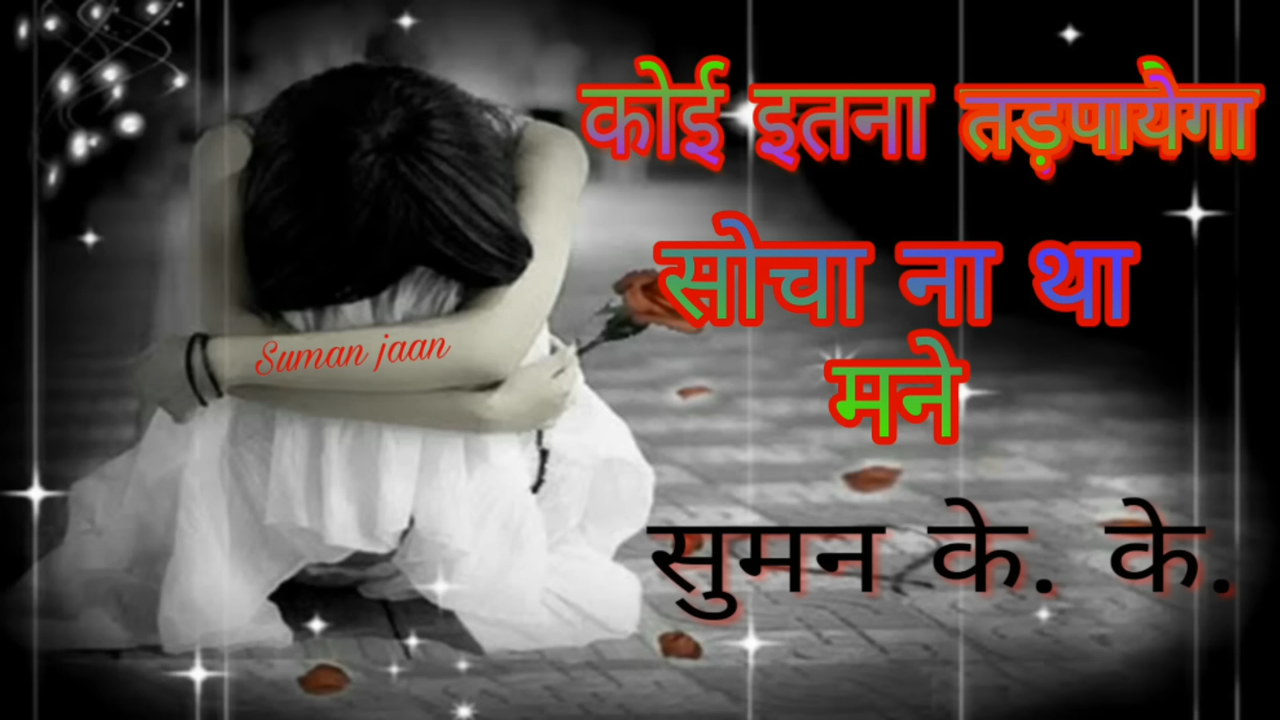 कोई इतना तड़पायेगा
सोचा ना था
मने
Suman jaan
सुमन के. के.